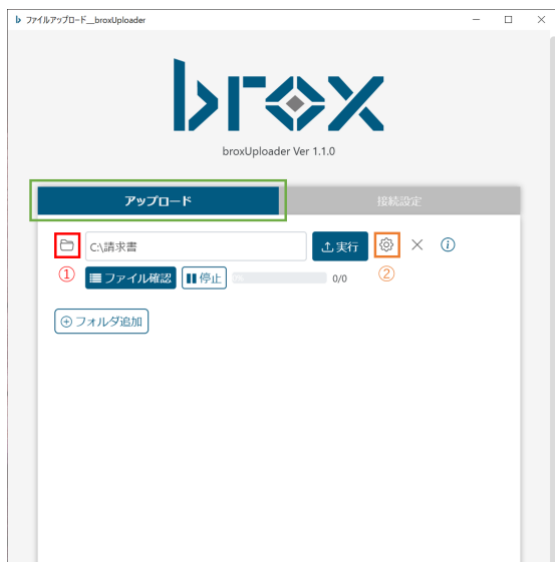 ファイルアップロード__broxUploader
brox
broxUploader Ver 1.1.0
アップロード 接続設定
C:\請求書 実行
① ファイル確認 停止 0/0 ②
フォルダ追加